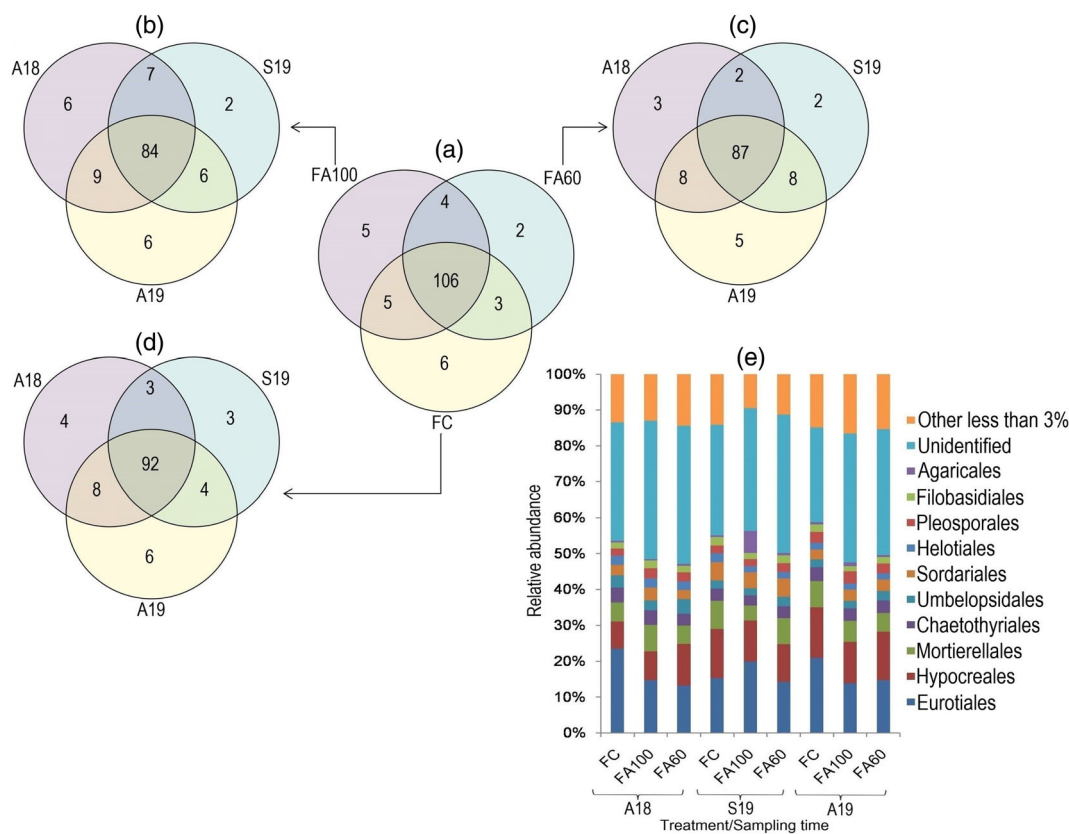 (b)
A18
S19
7
6
2
84
9
6
6
A19
(c)
A18
S19
2
3
2
87
8
8
5
A19
(a)
FA100
FA60
4
5
2
106
5
3
6
FC
(d)
A18
S19
3
4
3
92
8
4
6
A19
(e)
Relative abundance
100%
90%
80%
70%
60%
50%
40%
30%
20%
10%
0%
FC FA100 FA60 FC FA100 FA60 FC FA100 FA60
A18 S19 A19
Treatment/Sampling time
Other less than 3%
Unidentified
Agaricales
Filobasidiales
Pleosporales
Helotiales
Sordariales
Umbelopsidales
Chaetothyriales
Mortierellales
Hypocreales
Eurotiales